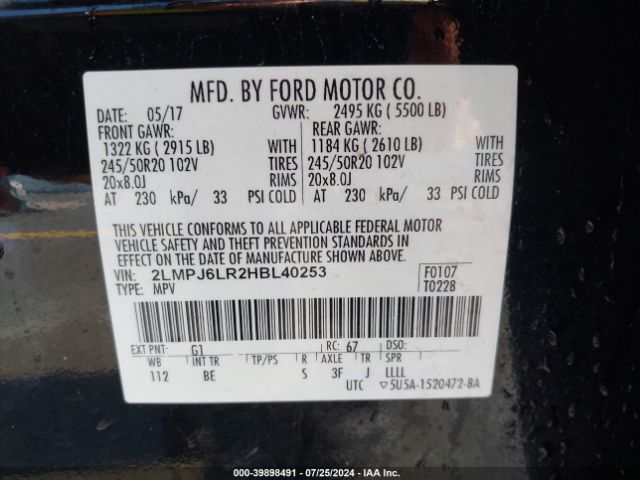 MFD. BY FORD MOTOR CO.
DATE: 05/17 GVWR: 2495 KG ( 5500 LB)
FRONT GAWR: REAR GAWR:
1322 KG ( 2915 LB) WITH 1184 KG ( 2610 LB) WITH
245/50R20 102V TIRES 245/50R20 102V TIRES
20x8.0J RIMS 20x8.0J RIMS
AT 230 kPa/ 33 PSI COLD AT 230 kPa/ 33 PSI COLD
THIS VEHICLE CONFORMS TO ALL APPLICABLE FEDERAL MOTOR
VEHICLE SAFETY AND THEFT PREVENTION STANDARDS IN
EFFECT ON THE DATE OF MANUFACTURE SHOWN ABOVE.
VIN: 2LMPJ6LR2HBL40253 F0107
TYPE: MPV T0228
EXT PNT: G1 RC: 67 DSO:
WB INT TR TP/PS R AXLE TR SPR
112 BE S 3F J LLLL
UTC ▽5U5A-1520472-BA
000-39898491 - 07/25/2024 - IAA Inc.